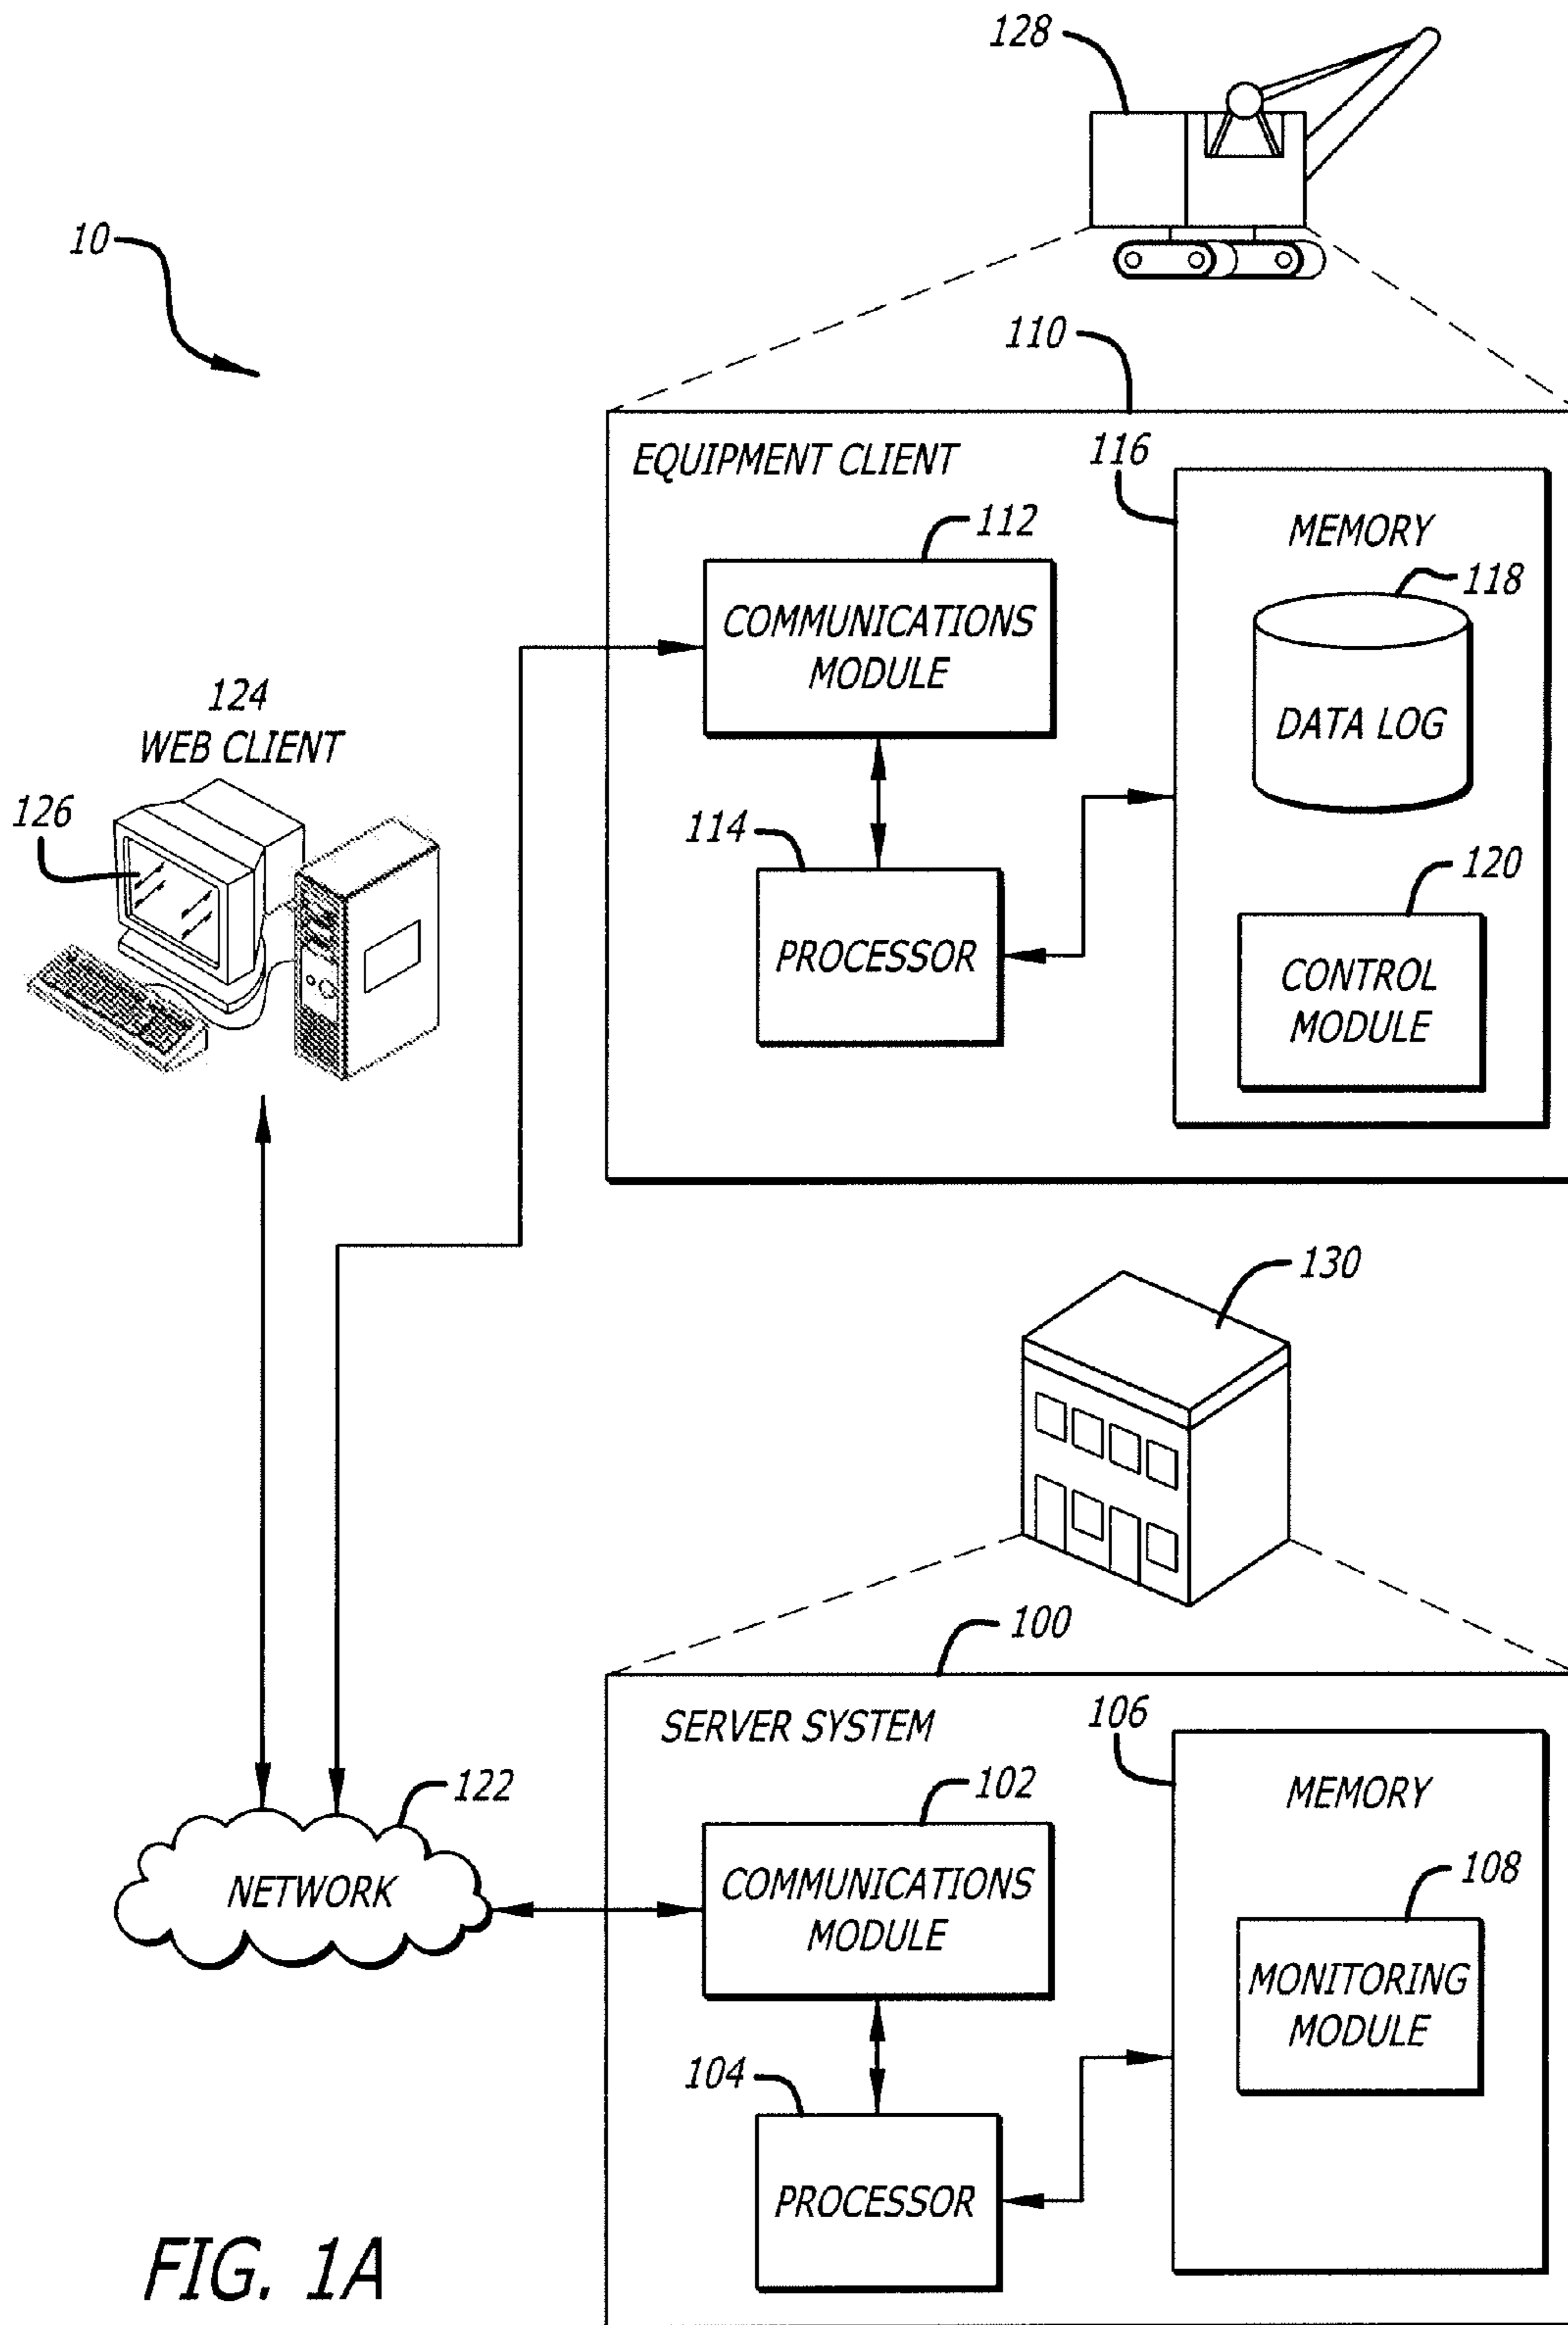 128
10
110
EQUIPMENT CLIENT
116
MEMORY
112
118
COMMUNICATIONS
MODULE
DATA LOG
124
WEB CLIENT
126
114
120
PROCESSOR
CONTROL
MODULE
130
100
SERVER SYSTEM
106
MEMORY
122
102
NETWORK
COMMUNICATIONS
MODULE
108
MONITORING
MODULE
104
PROCESSOR
FIG. 1A